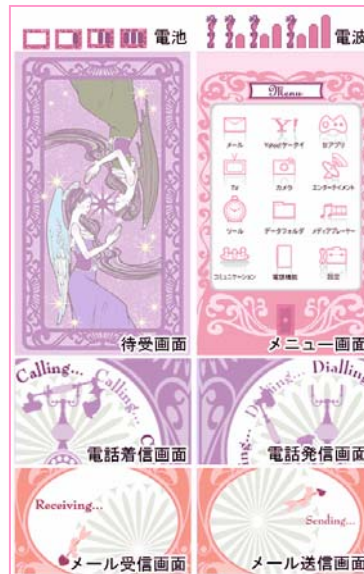 電池
電波
待受画面
Menu
メール
Yahoo!ケータイ
S!アプリ
TV
カメラ
エンターテイメント
ツール
データフォルダ
メディアプレーヤー
コミュニケーション
電話機能
設定
メニュー画面
Calling...
Calling...
電話着信画面
Dialling
電話発信画面
Receiving...
メール受信画面
Sending...
メール送信画面